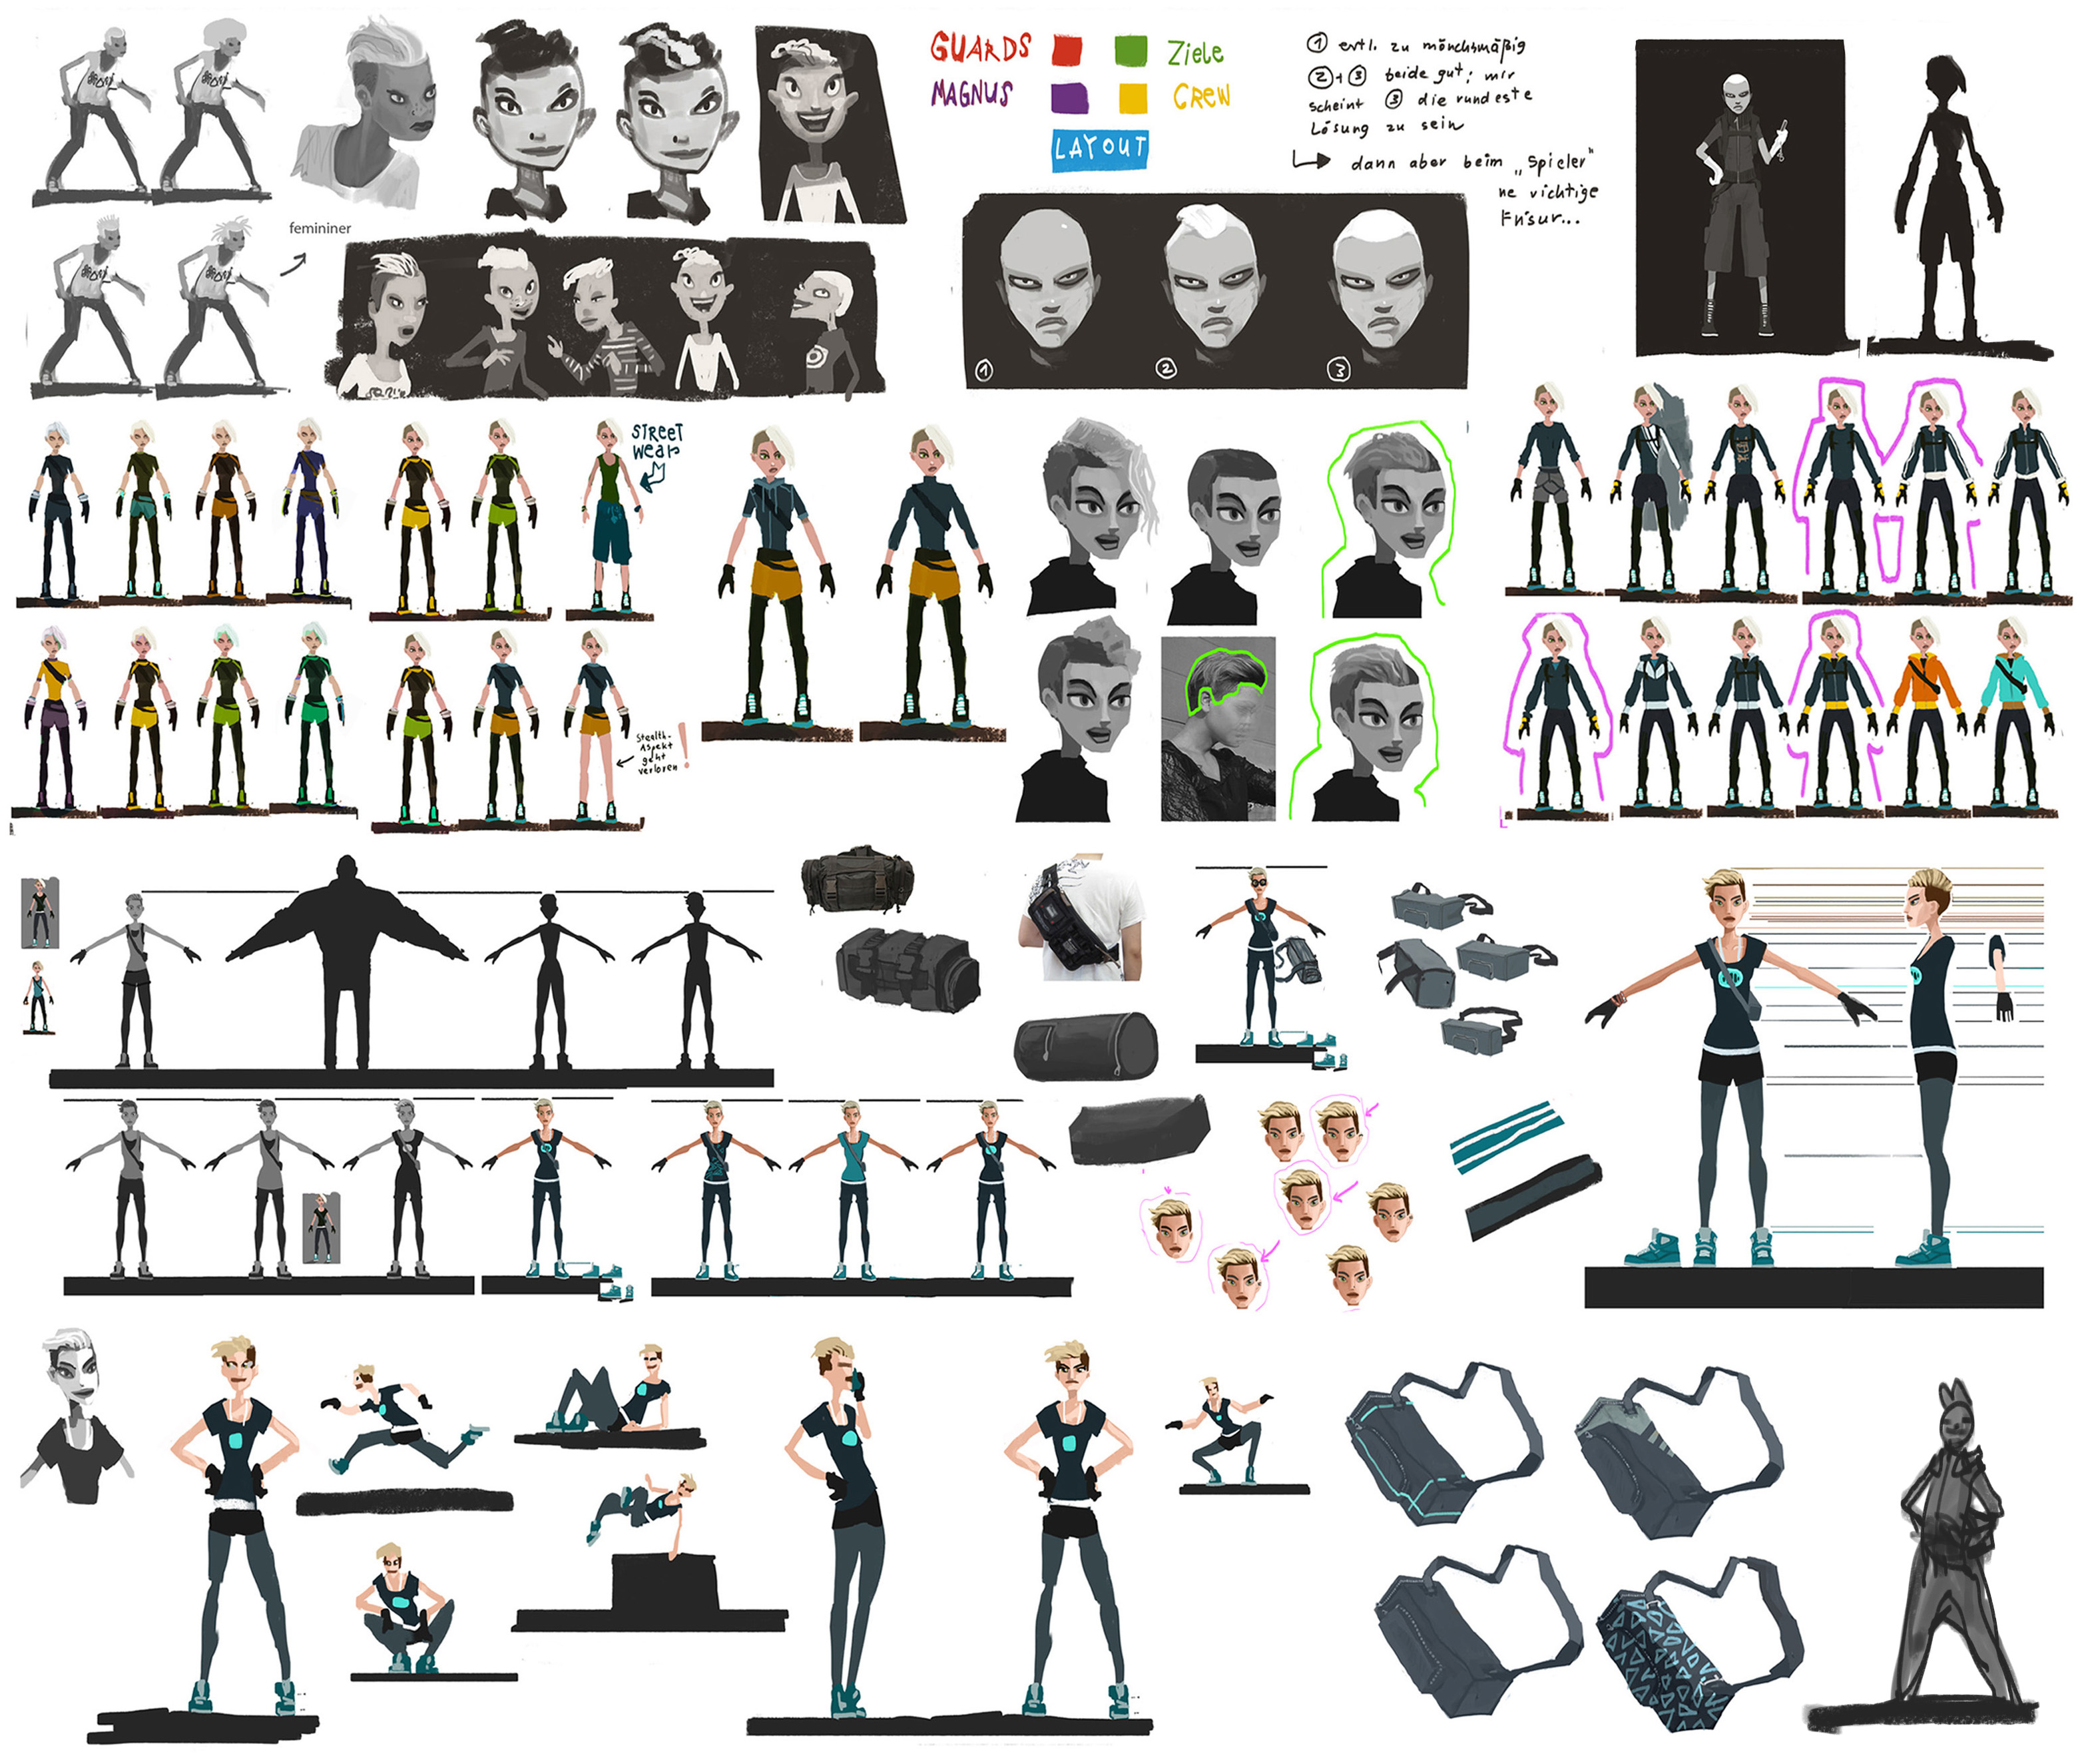 GUARDS
Ziele
MAGNUS
CREW
LAYOUT
① evtl. zu mönchsmäßig
②+③ beide gut; mir
scheint ③ die rundeste
Lösung zu sein
dann aber beim „Spieler"
ne richtige
Frisur...
femininer
1
2
3
STREET
Wear
Stealth-
Aspekt
geht
verloren!